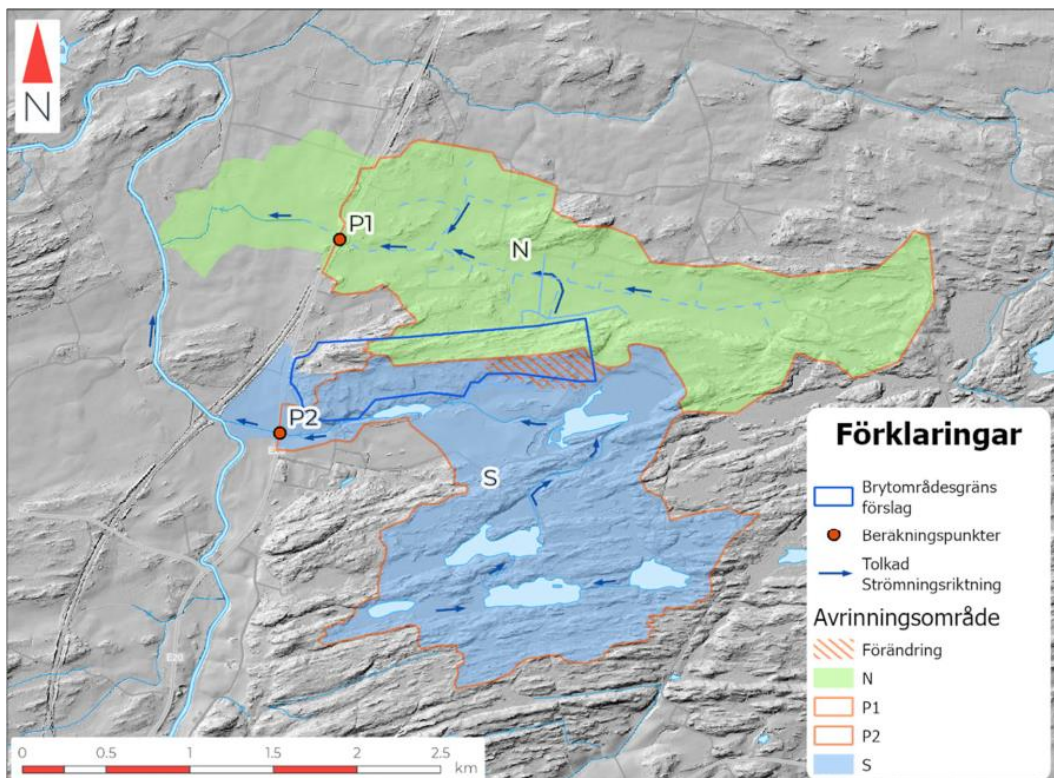 N
P1
N
P2
S
E20
Förklaringar
Brytområdesgräns
förslag
Beräkningspunkter
Tolkad
Strömningsriktning
Avrinningsområde
Förändring
N
P1
P2
S
0 0.5 1 1.5 2 2.5
km